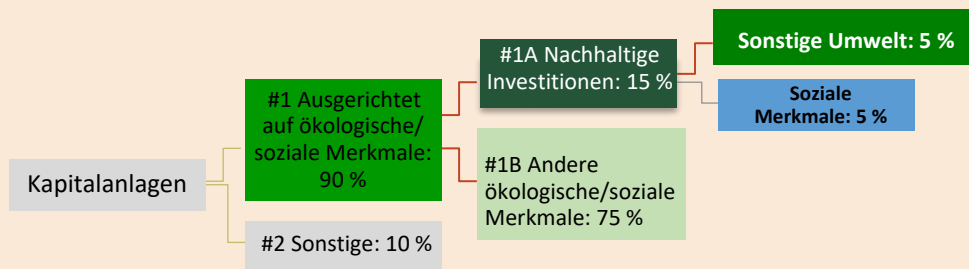 Kapitalanlagen
#1 Ausgerichtet
auf ökologische/
soziale Merkmale:
90 %
#2 Sonstige: 10 %
#1A Nachhaltige
Investitionen: 15 %
#1B Andere
ökologische/soziale
Merkmale: 75 %
Sonstige Umwelt: 5 %
Soziale
Merkmale: 5 %